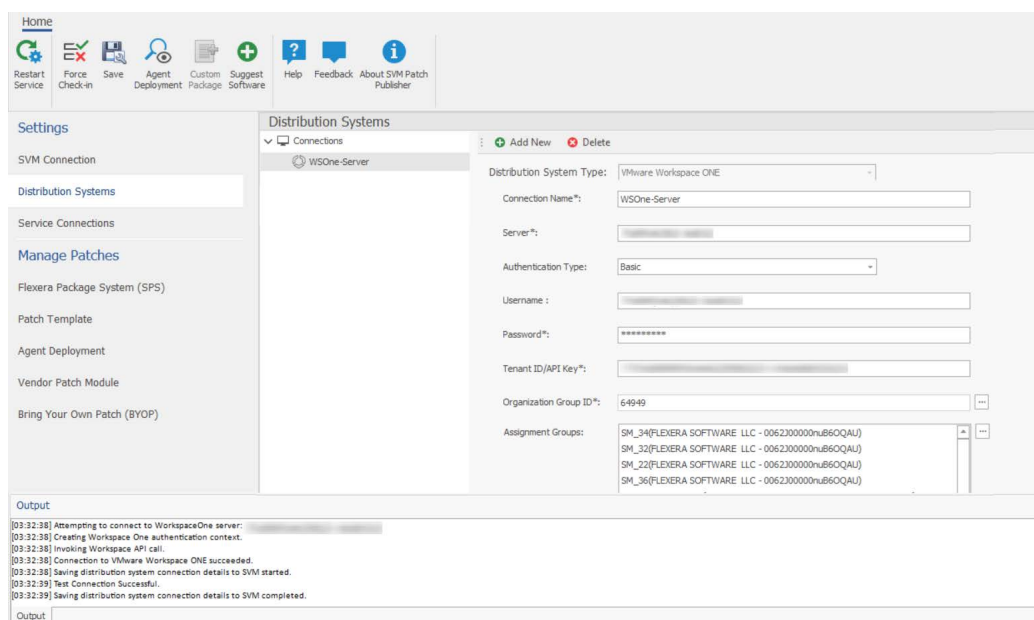 Home
Restart Service
Force Check-in
Save
Agent Deployment
Custom Package
Suggest Software
Help
Feedback
About SVM Patch Publisher
Settings
SVM Connection
Distribution Systems
Service Connections
Manage Patches
Flexera Package System (SPS)
Patch Template
Agent Deployment
Vendor Patch Module
Bring Your Own Patch (BYOP)
Distribution Systems
Connections
WSOne-Server
Add New
Delete
Distribution System Type: VMware Workspace ONE
Connection Name*: WSOne-Server
Server*:
Authentication Type: Basic
Username :
Password*: *********
Tenant ID/API Key*:
Organization Group ID*: 64949 ...
Assignment Groups: SM_34(FLEXERA SOFTWARE LLC - 0062J00000nuB6OQAU) ...
SM_32(FLEXERA SOFTWARE LLC - 0062J00000nuB6OQAU)
SM_22(FLEXERA SOFTWARE LLC - 0062J00000nuB6OQAU)
SM_36(FLEXERA SOFTWARE LLC - 0062J00000nuB6OQAU)
Output
[03:32:38] Attempting to connect to WorkspaceOne server:
[03:32:38] Creating Workspace One authentication context.
[03:32:38] Invoking Workspace API call.
[03:32:38] Connection to VMware Workspace ONE succeeded.
[03:32:38] Saving distribution system connection details to SVM started.
[03:32:39] Test Connection Successful.
[03:32:39] Saving distribution system connection details to SVM completed.
Output